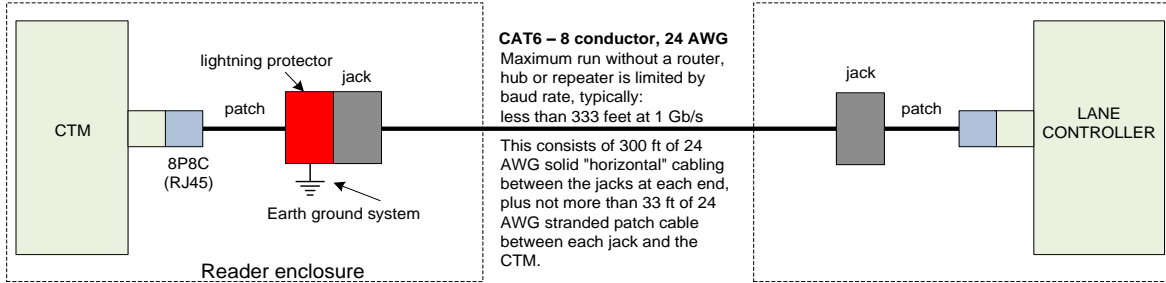 CTM
8P8C
(RJ45)
patch
lightning protector
jack
Earth ground system
Reader enclosure
CAT6 – 8 conductor, 24 AWG
Maximum run without a router,
hub or repeater is limited by
baud rate, typically:
less than 333 feet at 1 Gb/s
This consists of 300 ft of 24
AWG solid "horizontal" cabling
between the jacks at each end,
plus not more than 33 ft of 24
AWG stranded patch cable
between each jack and the
CTM.
jack
patch
LANE
CONTROLLER